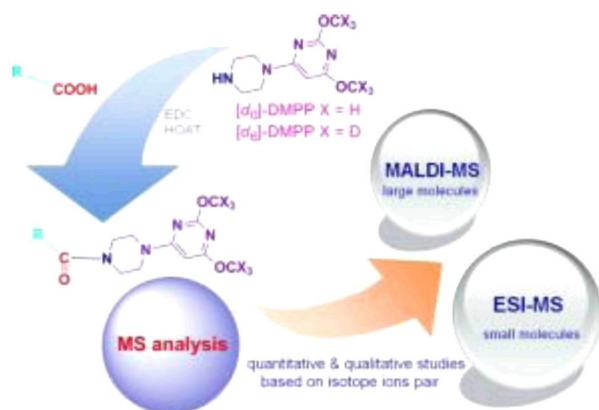 R
COOH
EDC
HOAT
OCX₃
N
N
HN
N
OCX₃
[d₀]-DMPP X = H
[d₆]-DMPP X = D
MALDI-MS
large molecules
OCX₃
R
N
N
C
N
N
OCX₃
O
MS analysis
ESI-MS
small molecules
quantitative & qualitative studies
based on isotope ions pair